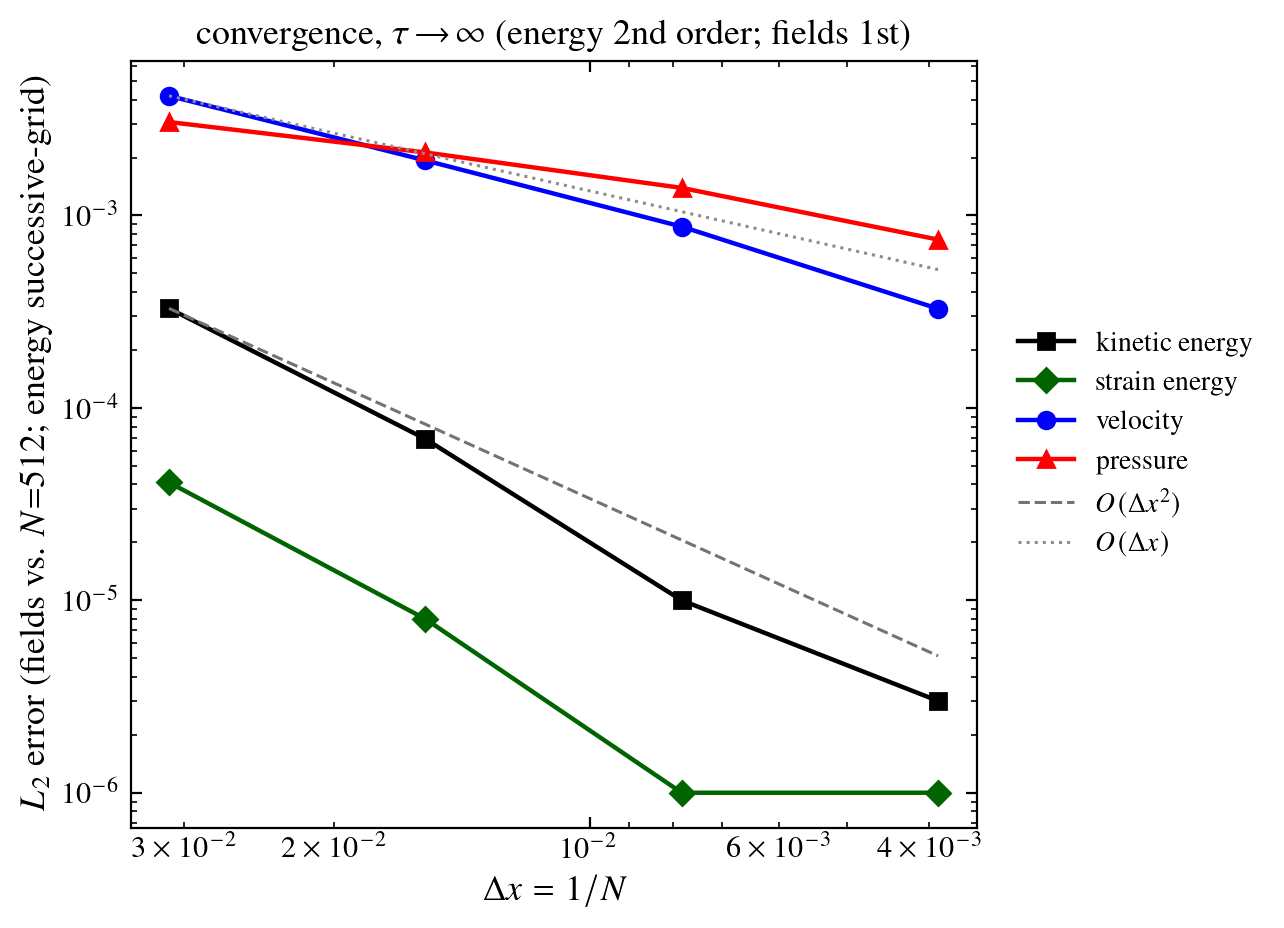 convergence, τ → ∞ (energy 2nd order; fields 1st)
L₂ error (fields vs. N=512; energy successive-grid)
10⁻³
10⁻⁴
10⁻⁵
10⁻⁶
3 × 10⁻² 2 × 10⁻² 10⁻² 6 × 10⁻³ 4 × 10⁻³
Δx = 1/N
kinetic energy
strain energy
velocity
pressure
O(Δx²)
O(Δx)